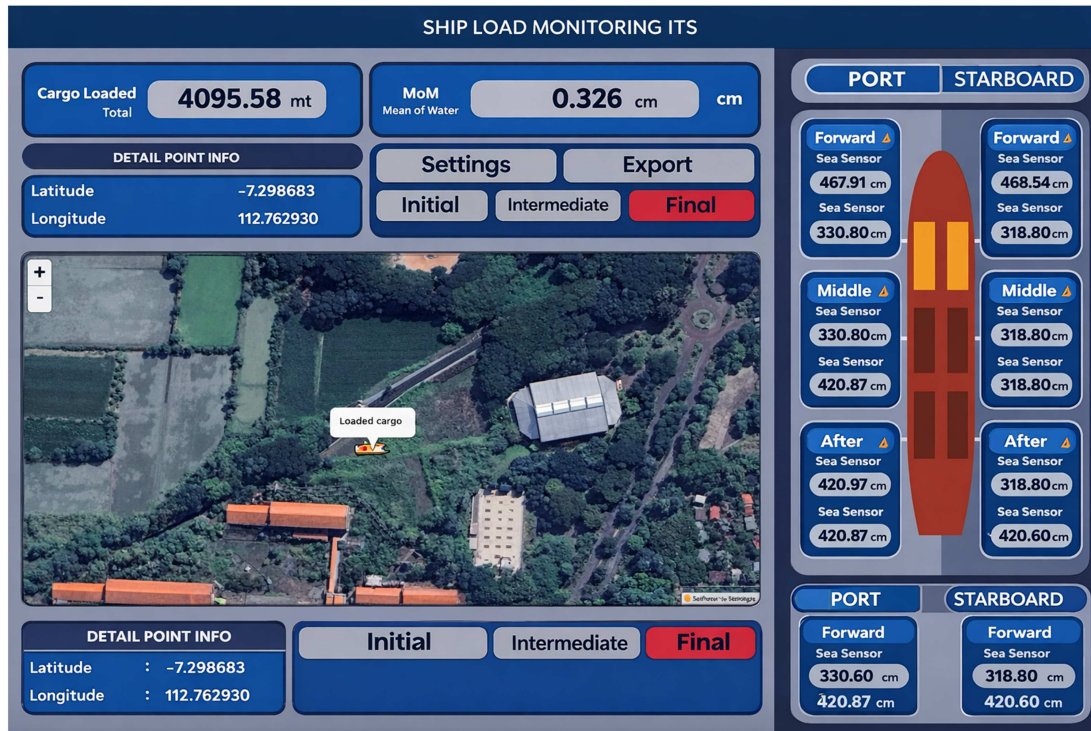 SHIP LOAD MONITORING ITS
Cargo Loaded
Total
4095.58 mt
MoM
Mean of Water
0.326 cm
cm
DETAIL POINT INFO
Latitude -7.298683
Longitude 112.762930
Settings Export
Initial Intermediate Final
+
-
Loaded cargo
DETAIL POINT INFO
Latitude : -7.298683
Longitude : 112.762930
Initial Intermediate Final
PORT STARBOARD
Forward
Sea Sensor
467.91 cm
Sea Sensor
330.80 cm
Forward
Sea Sensor
468.54 cm
Sea Sensor
318.80 cm
Middle
Sea Sensor
330.80 cm
Sea Sensor
420.87 cm
Middle
Sea Sensor
318.80 cm
Sea Sensor
318.80 cm
After
Sea Sensor
420.97 cm
Sea Sensor
420.87 cm
After
Sea Sensor
318.80 cm
Sea Sensor
420.60 cm
PORT STARBOARD
Forward
Sea Sensor
330.60 cm
420.87 cm
Forward
Sea Sensor
318.80 cm
420.60 cm